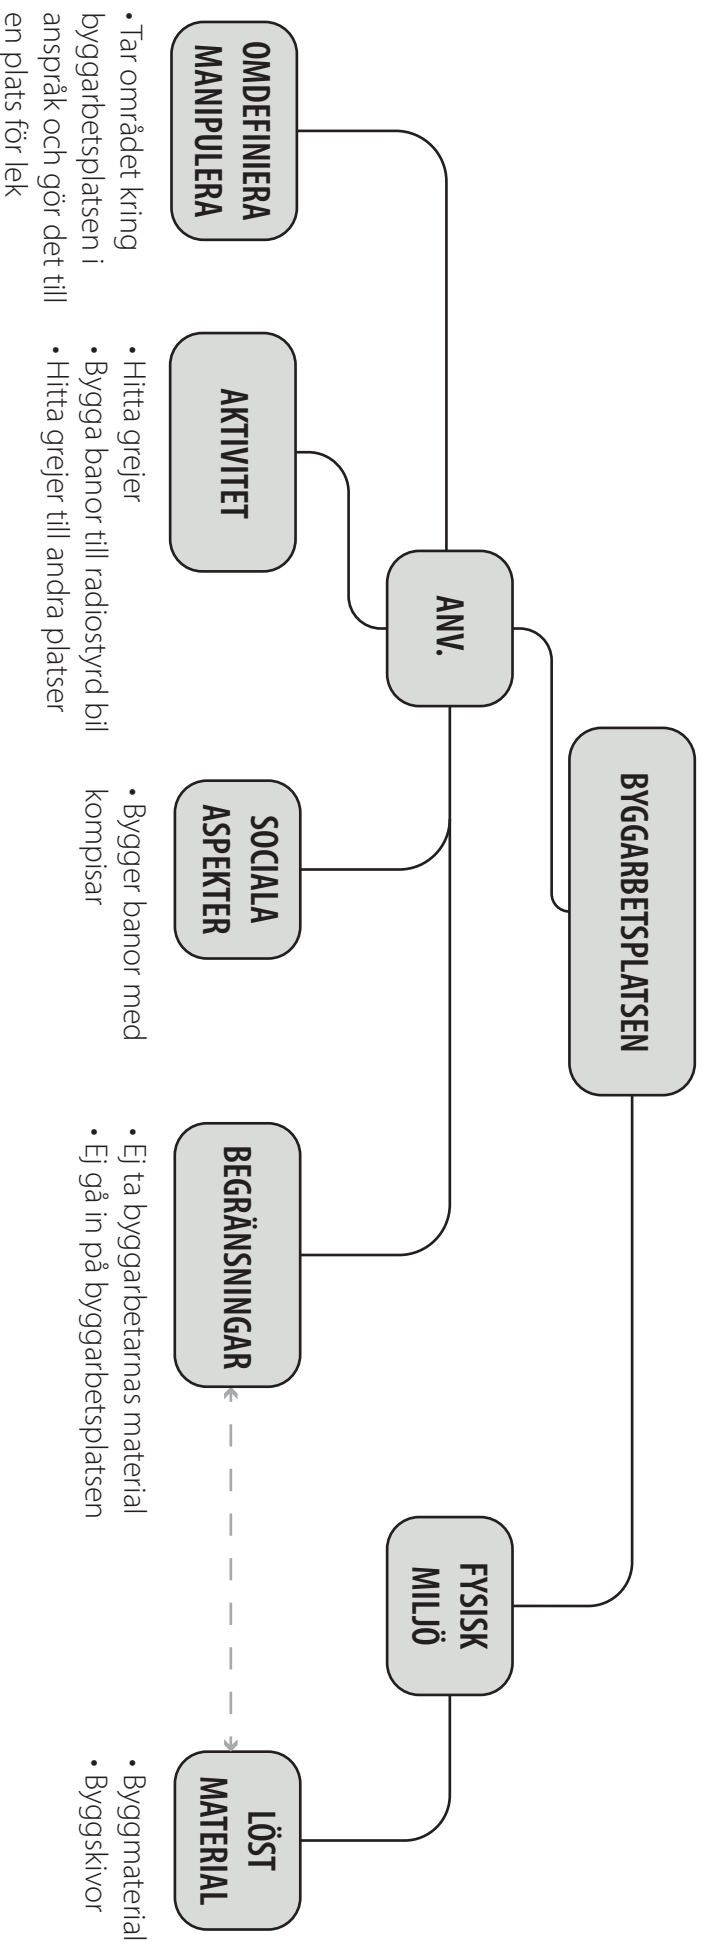 BYGGARBETSPLATSEN
ANV.
FYSISK
MILJÖ
OMDEFINIERA
MANIPULERA
• Tar området kring
byggarbetsplatsen i
anspråk och gör det till
en plats för lek
AKTIVITET
• Hitta grejer
• Bygga banor till radiostyrd bil
• Hitta grejer till andra platser
SOCIALA
ASPEKTER
• Bygger banor med
kompisar
BEGRÄNSNINGAR
• Ej ta byggarbetarnas material
• Ej gå in på byggarbetsplatsen
LÖST
MATERIAL
• Byggmaterial
• Byggskivor